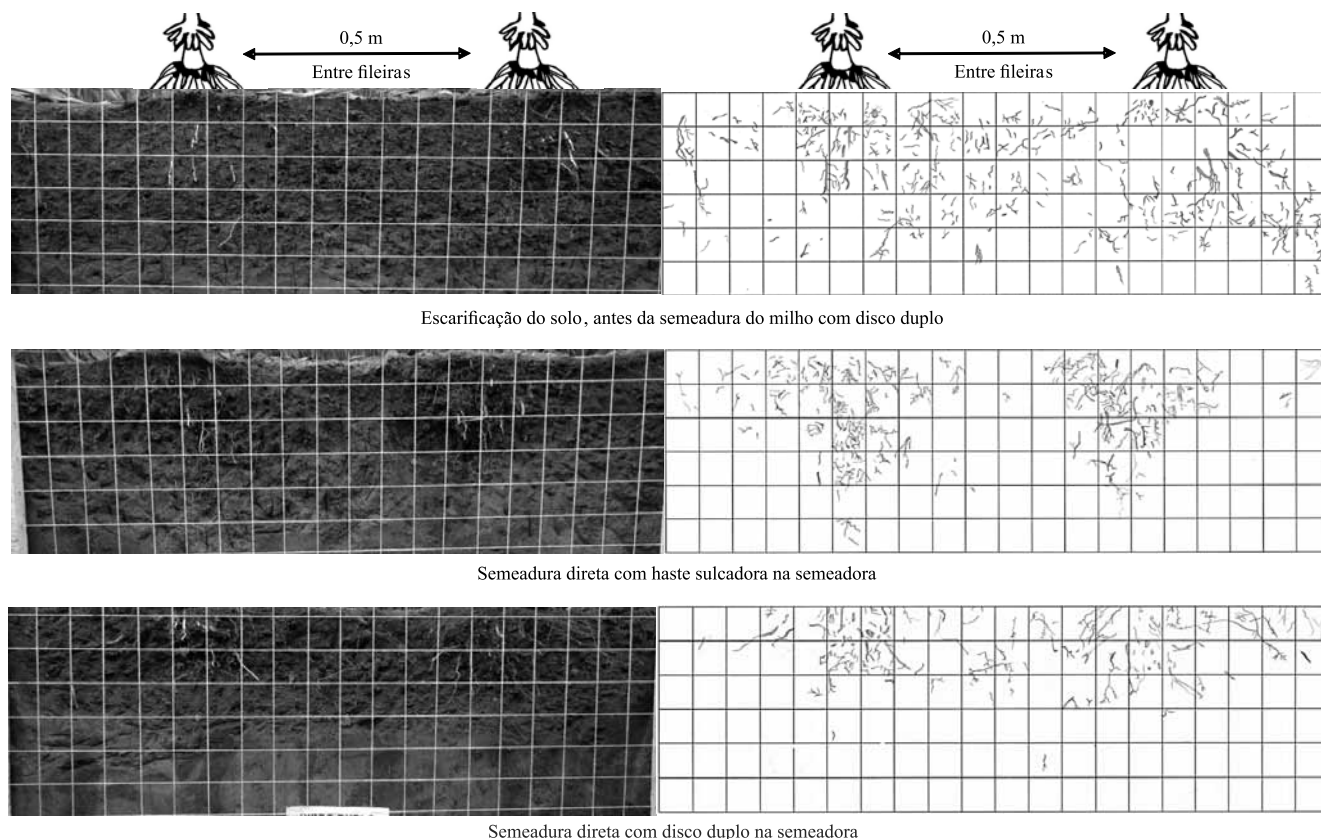 0,5 m
Entre fileiras
0,5 m
Entre fileiras
Escarificação do solo, antes da semeadura do milho com disco duplo
Semeadura direta com haste sulcadora na semeadora
Semeadura direta com disco duplo na semeadora